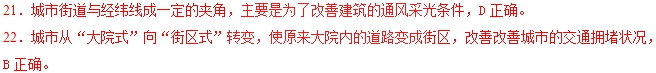 21．城市街道与经纬线成一定的夹角，主要是为了改善建筑的通风采光条件，D 正确。
22．城市从“大院式”向“街区式”转变，使原来大院内的道路变成街区，改善改善城市的交通拥堵状况，
B 正确。